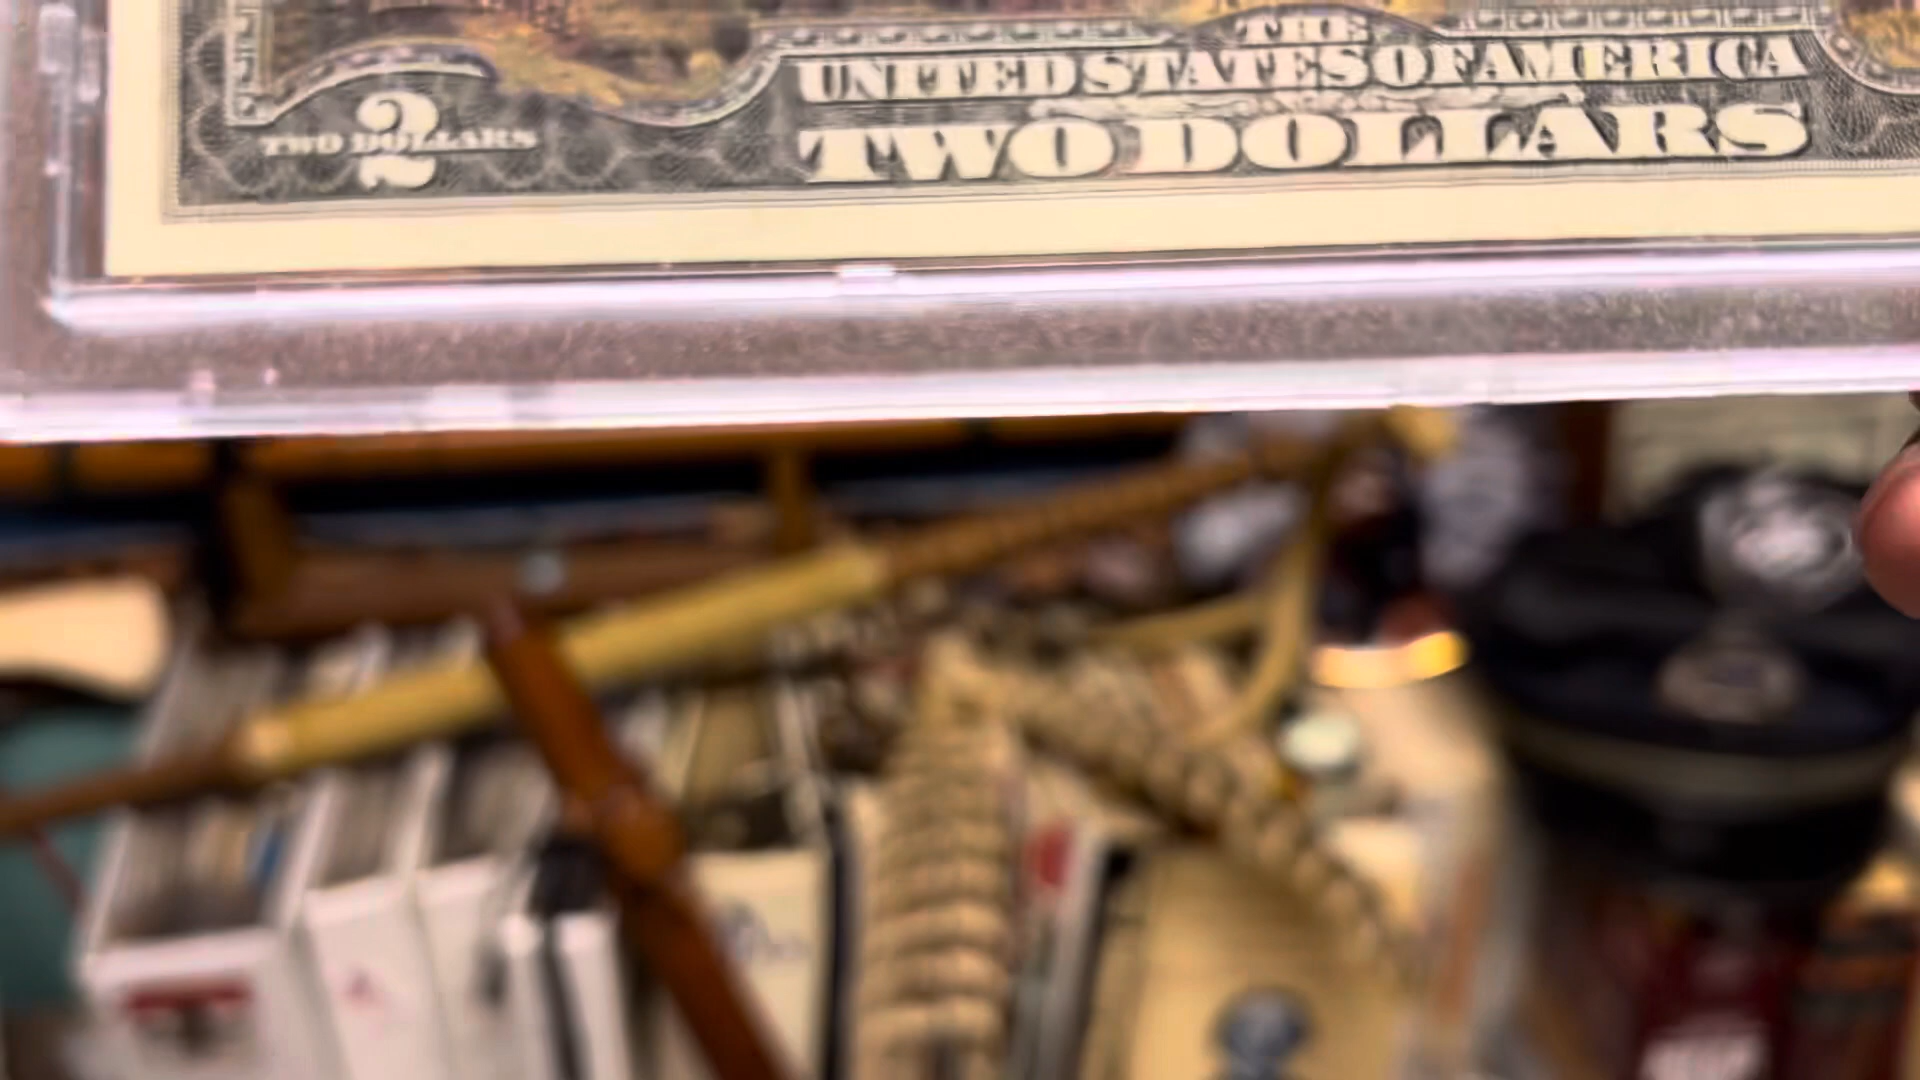 THE
UNITED STATES OF AMERICA
2
TWO DOLLARS
TWO DOLLARS